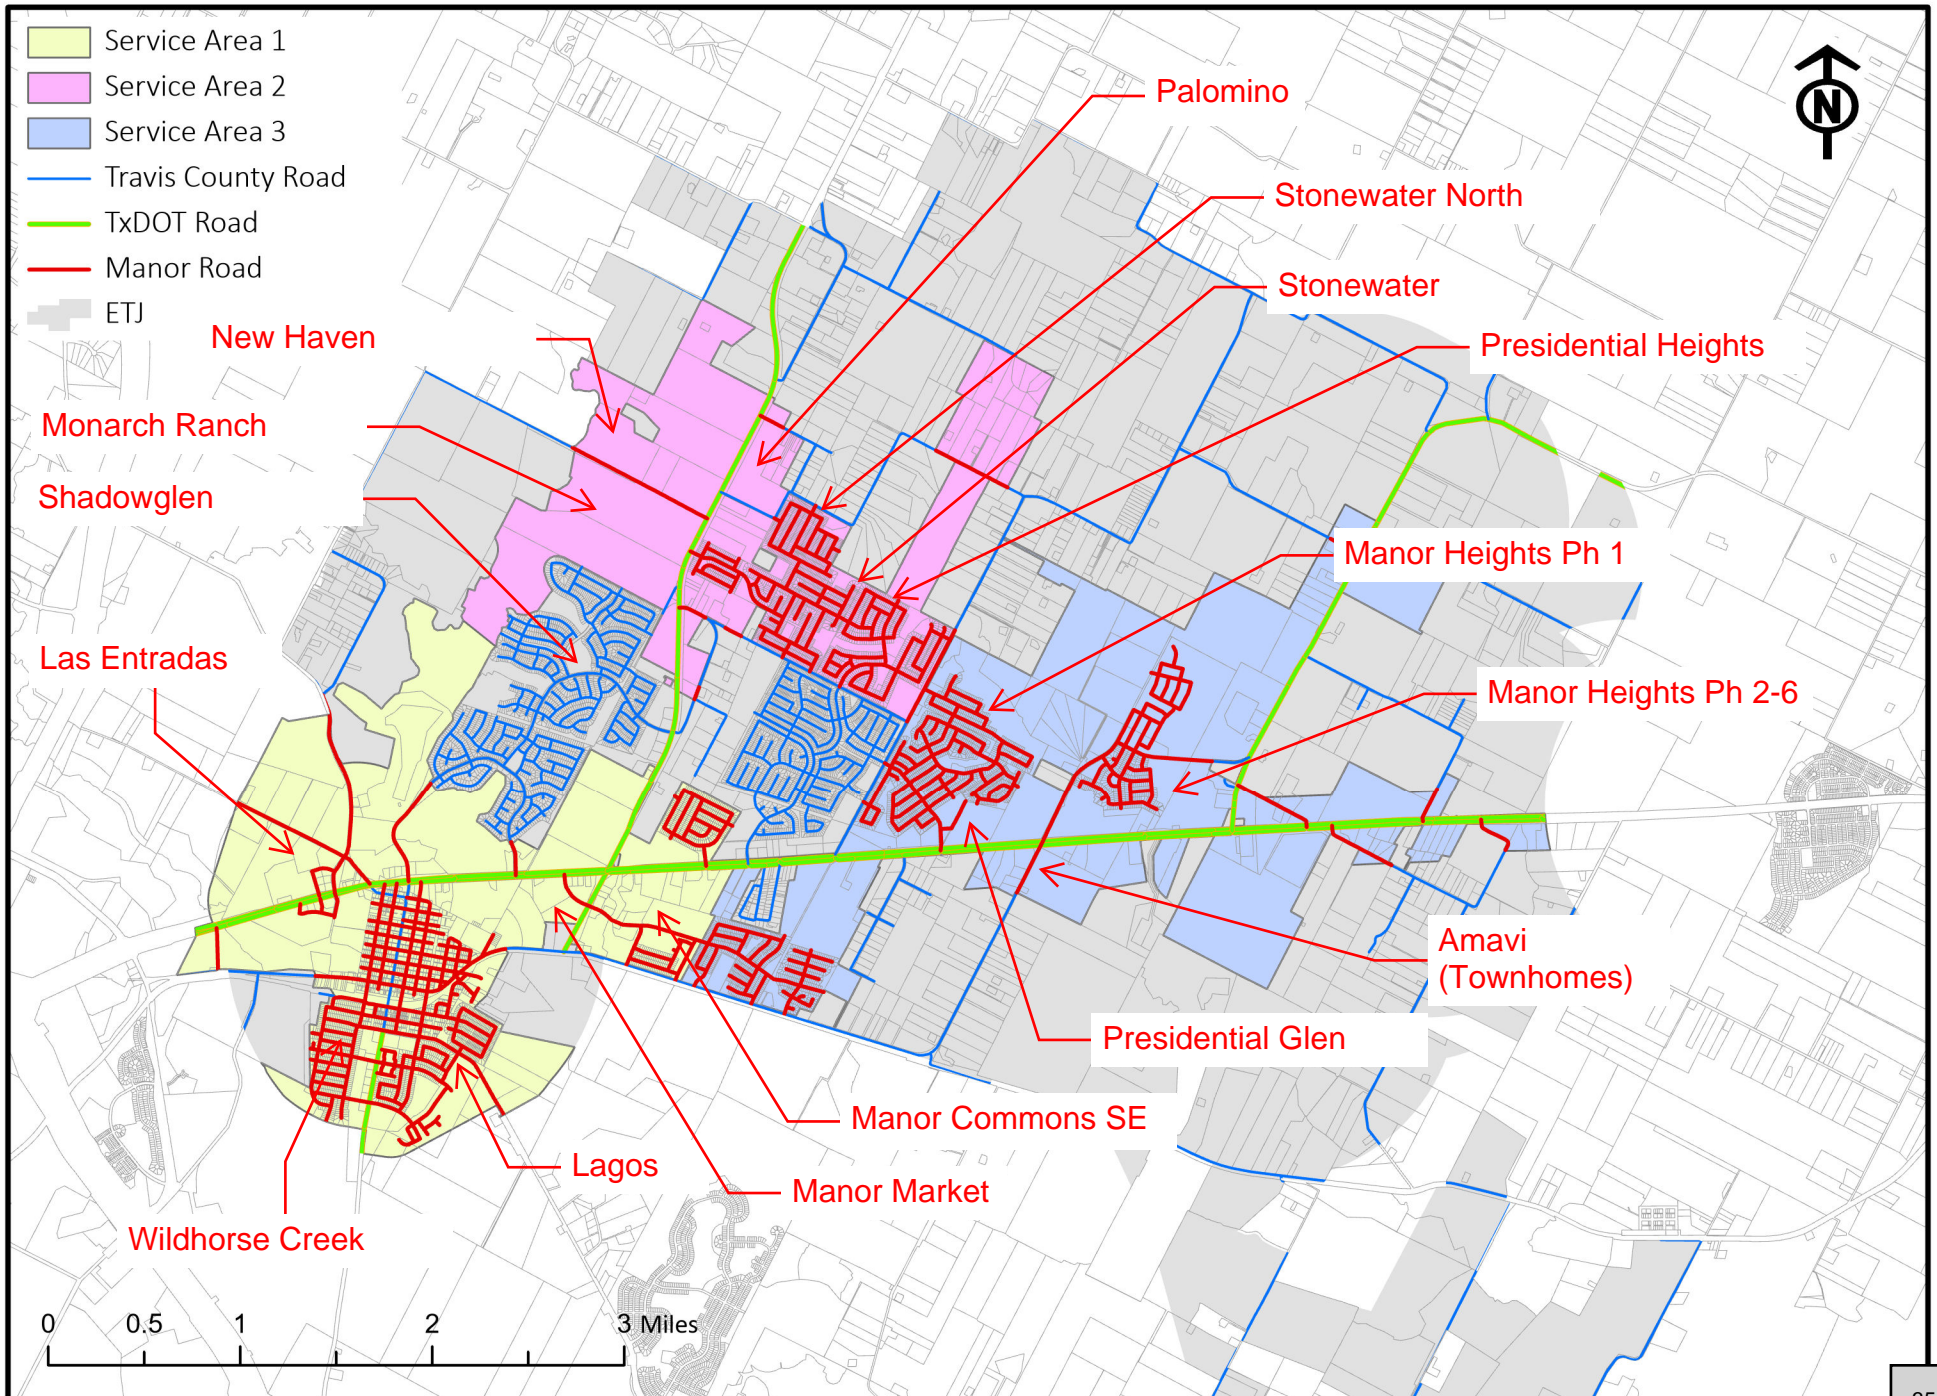 Service Area 1
Service Area 2
Service Area 3
Travis County Road
TxDOT Road
Manor Road
ETJ
N
Palomino
Stonewater North
Stonewater
New Haven
Presidential Heights
Monarch Ranch
Shadowglen
Manor Heights Ph 1
Las Entradas
Manor Heights Ph 2-6
Amavi
(Townhomes)
Presidential Glen
Manor Commons SE
Lagos
Manor Market
Wildhorse Creek
0 0.5 1 2 3 Miles